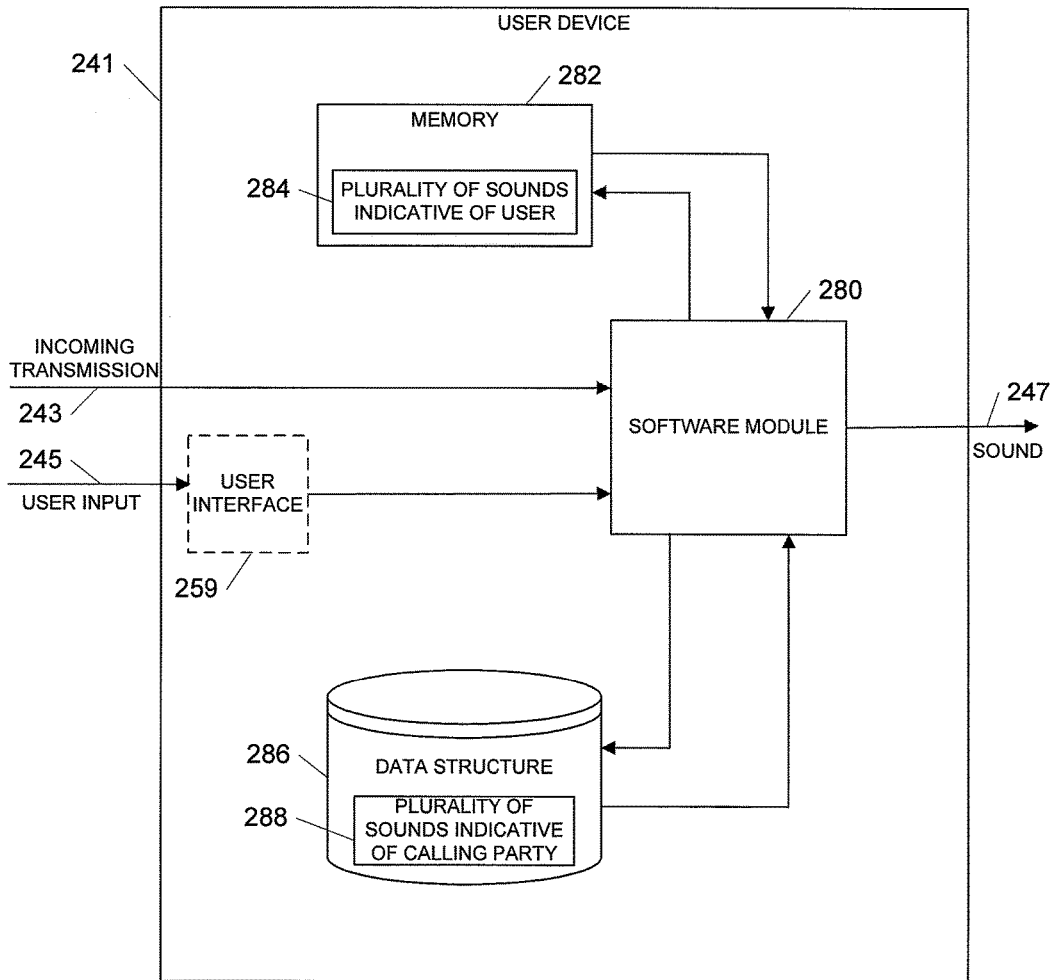 USER DEVICE
241
282
MEMORY
284
PLURALITY OF SOUNDS
INDICATIVE OF USER
280
INCOMING
TRANSMISSION
243
247
SOFTWARE MODULE
SOUND
245
USER INPUT
USER
INTERFACE
259
286
DATA STRUCTURE
288
PLURALITY OF
SOUNDS INDICATIVE
OF CALLING PARTY